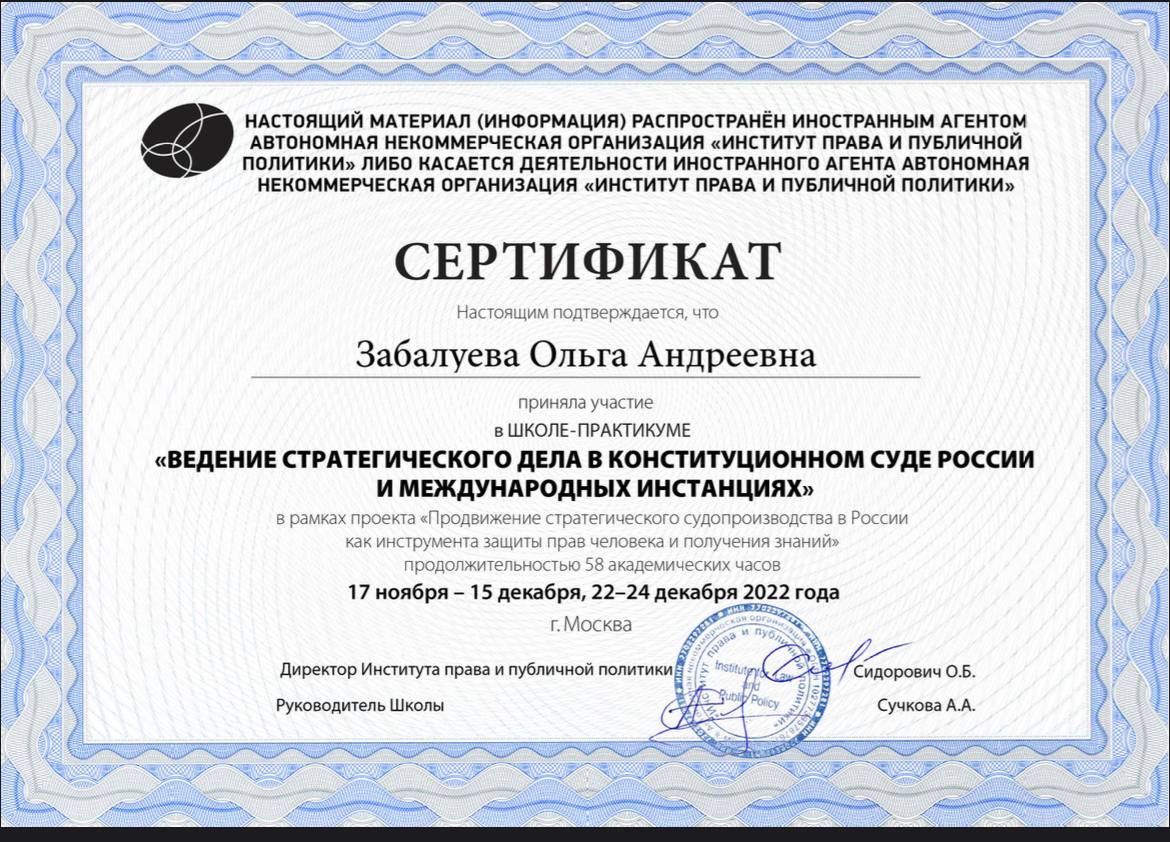 НАСТОЯЩИЙ МАТЕРИАЛ (ИНФОРМАЦИЯ) РАСПРОСТРАНЁН ИНОСТРАННЫМ АГЕНТОМ
АВТОНОМНАЯ НЕКОММЕРЧЕСКАЯ ОРГАНИЗАЦИЯ «ИНСТИТУТ ПРАВА И ПУБЛИЧНОЙ
ПОЛИТИКИ» ЛИБО КАСАЕТСЯ ДЕЯТЕЛЬНОСТИ ИНОСТРАННОГО АГЕНТА АВТОНОМНАЯ
НЕКОММЕРЧЕСКАЯ ОРГАНИЗАЦИЯ «ИНСТИТУТ ПРАВА И ПУБЛИЧНОЙ ПОЛИТИКИ»
СЕРТИФИКАТ
Настоящим подтверждается, что
Забалуева Ольга Андреевна
приняла участие
в ШКОЛЕ-ПРАКТИКУМЕ
«ВЕДЕНИЕ СТРАТЕГИЧЕСКОГО ДЕЛА В КОНСТИТУЦИОННОМ СУДЕ РОССИИ
И МЕЖДУНАРОДНЫХ ИНСТАНЦИЯХ»
в рамках проекта «Продвижение стратегического судопроизводства в России
как инструмента защиты прав человека и получения знаний»
продолжительностью 58 академических часов
17 ноября – 15 декабря, 22–24 декабря 2022 года
г. Москва
Директор Института права и публичной политики
Сидорович О.Б.
Руководитель Школы
Сучкова А.А.
Institute for Law
and
Public Policy